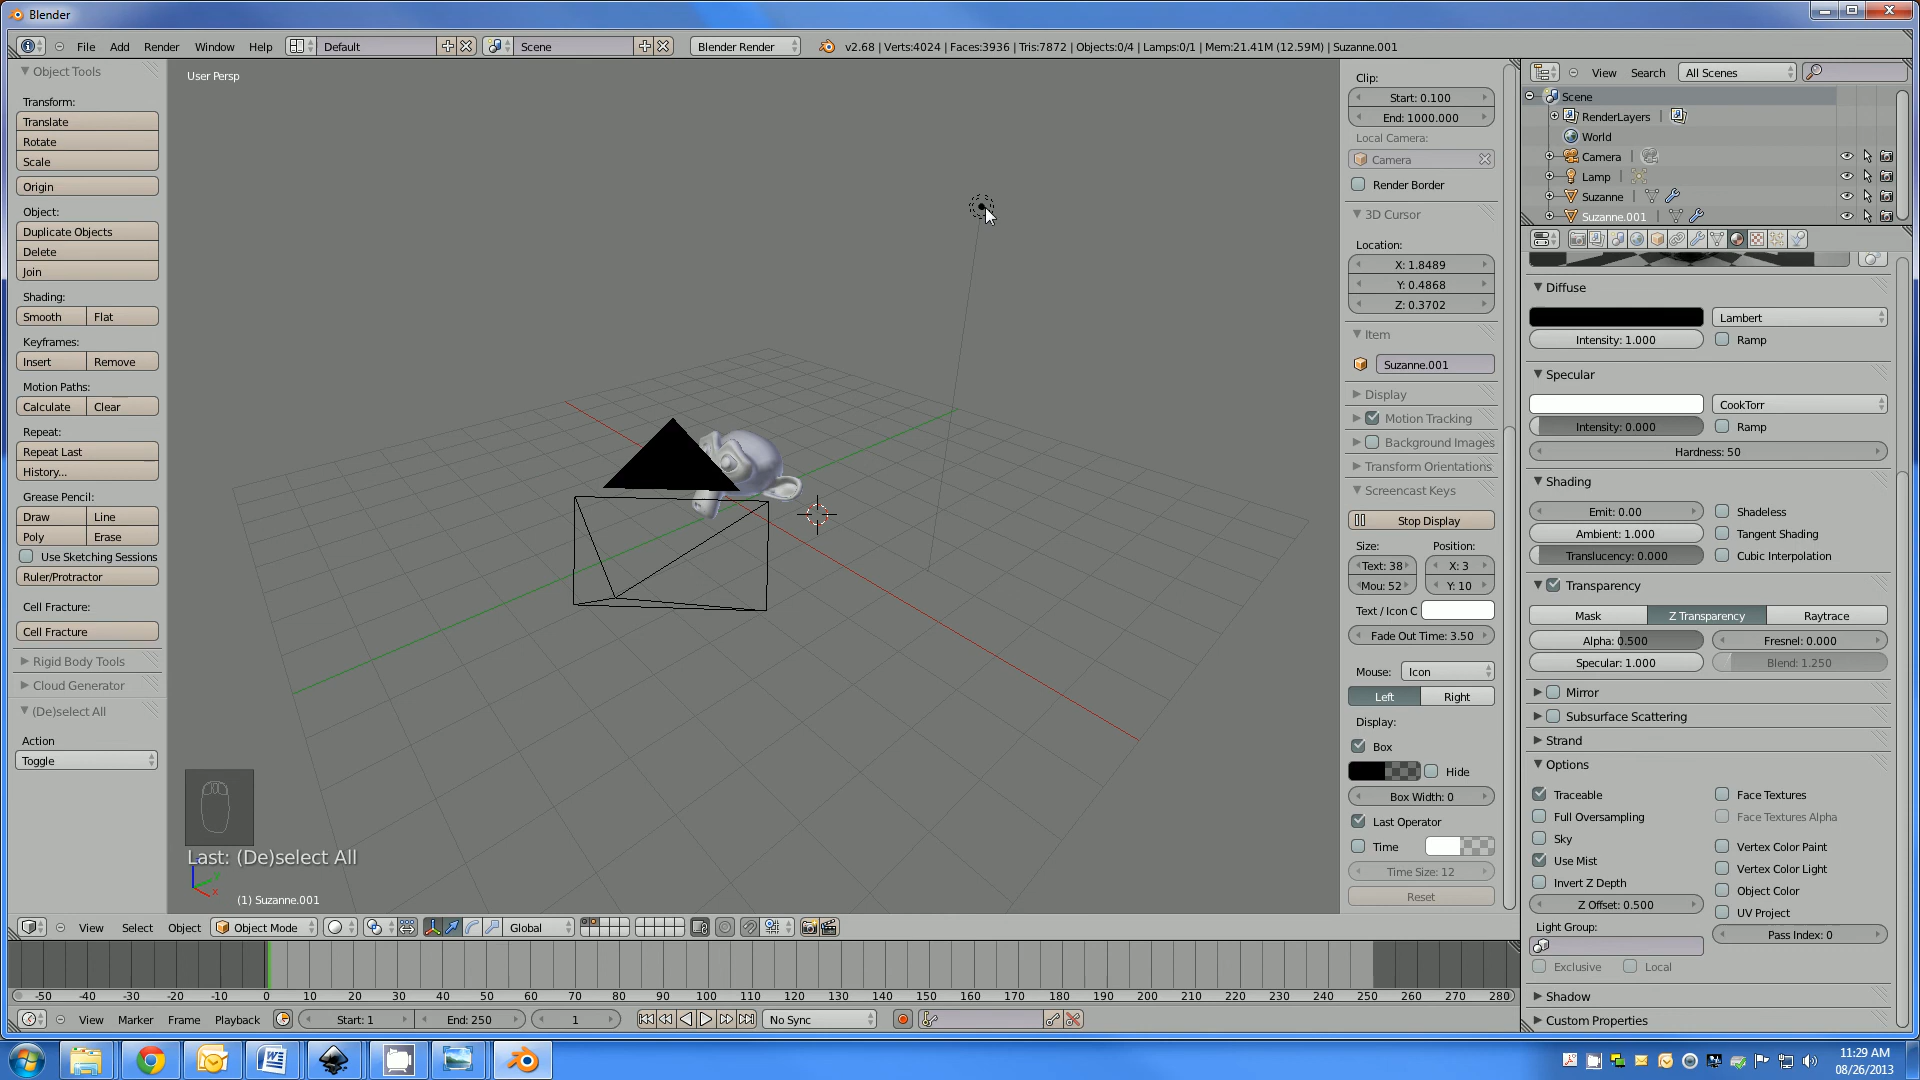 Blender
File Add Render Window Help Default Scene Blender Render v2.68 | Verts:4024 | Faces:3936 | Tris:7872 | Objects:0/4 | Lamps:0/1 | Mem:21.41M (12.59M) | Suzanne.001
Object Tools
Transform:
Translate
Rotate
Scale
Origin
Object:
Duplicate Objects
Delete
Join
Shading:
Smooth Flat
Keyframes:
Insert Remove
Motion Paths:
Calculate Clear
Repeat:
Repeat Last
History...
Grease Pencil:
Draw Line
Poly Erase
Use Sketching Sessions
Ruler/Protractor
Cell Fracture:
Cell Fracture
Rigid Body Tools
Cloud Generator
(De)select All
Action
Toggle
User Persp
Last: (De)select All
(1) Suzanne.001
Clip:
Start: 0.100
End: 1000.000
Local Camera:
Camera
Render Border
3D Cursor
Location:
X: 1.8489
Y: 0.4868
Z: 0.3702
Item
Suzanne.001
Display
Motion Tracking
Background Images
Transform Orientations
Screencast Keys
Stop Display
Size: Position:
Text: 38 X: 3
Mou: 52 Y: 10
Text / Icon C
Fade Out Time: 3.50
Mouse: Icon
Left Right
Display:
Box
Hide
Box Width: 0
Last Operator
Time
Time Size: 12
Reset
View Search All Scenes
Scene
RenderLayers
World
Camera
Lamp
Suzanne
Suzanne.001
Diffuse
Lambert
Intensity: 1.000 Ramp
Specular
CookTorr
Intensity: 0.000 Ramp
Hardness: 50
Shading
Emit: 0.00 Shadeless
Ambient: 1.000 Tangent Shading
Translucency: 0.000 Cubic Interpolation
Transparency
Mask Z Transparency Raytrace
Alpha: 0.500 Fresnel: 0.000
Specular: 1.000 Blend: 1.250
Mirror
Subsurface Scattering
Strand
Options
Traceable Face Textures
Full Oversampling Face Textures Alpha
Sky Vertex Color Paint
Use Mist Vertex Color Light
Invert Z Depth Object Color
Z Offset: 0.500 UV Project
Light Group: Pass Index: 0
Exclusive Local
Shadow
Custom Properties
View Select Object Object Mode Global
-50 -40 -30 -20 -10 0 10 20 30 40 50 60 70 80 90 100 110 120 130 140 150 160 170 180 190 200 210 220 230 240 250 260 270 280
View Marker Frame Playback Start: 1 End: 250 1 No Sync
11:29 AM
08/26/2013